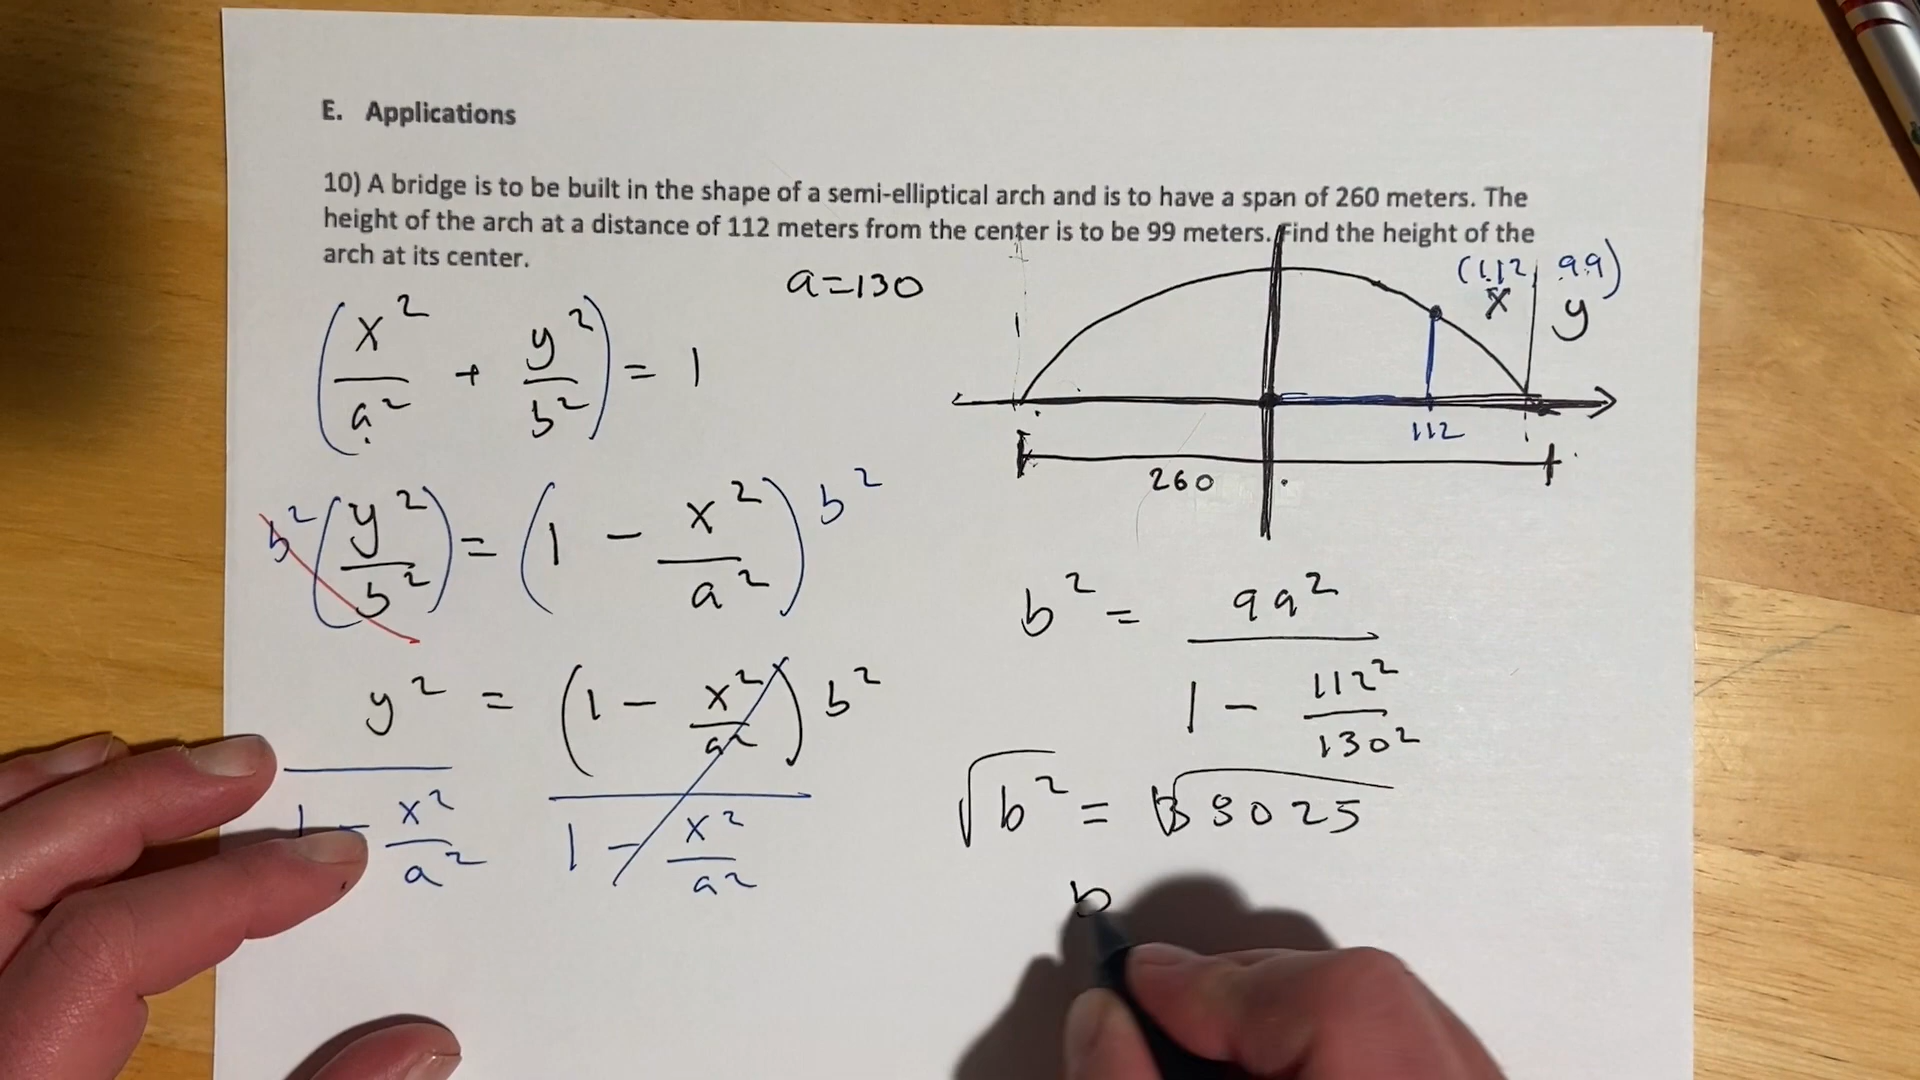 E. Applications
10) A bridge is to be built in the shape of a semi-elliptical arch and is to have a span of 260 meters. The
height of the arch at a distance of 112 meters from the center is to be 99 meters. Find the height of the
arch at its center.
a=130
(112, 99)
x y
112
260
(x²/a² + y²/b²) = 1
b²(y²/b²) = (1 - x²/a²) b²
y² = (1 - x²/a²) b²
1 - x²/a² 1 - x²/a²
b² = 99² / (1 - 112²/130²)
√b² = √38025
b